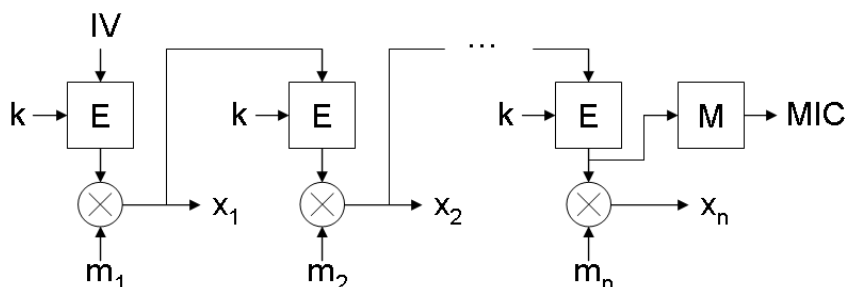 IV
...
k E k E k E M MIC
x₁ x₂ xₙ
m₁ m₂ mₙ